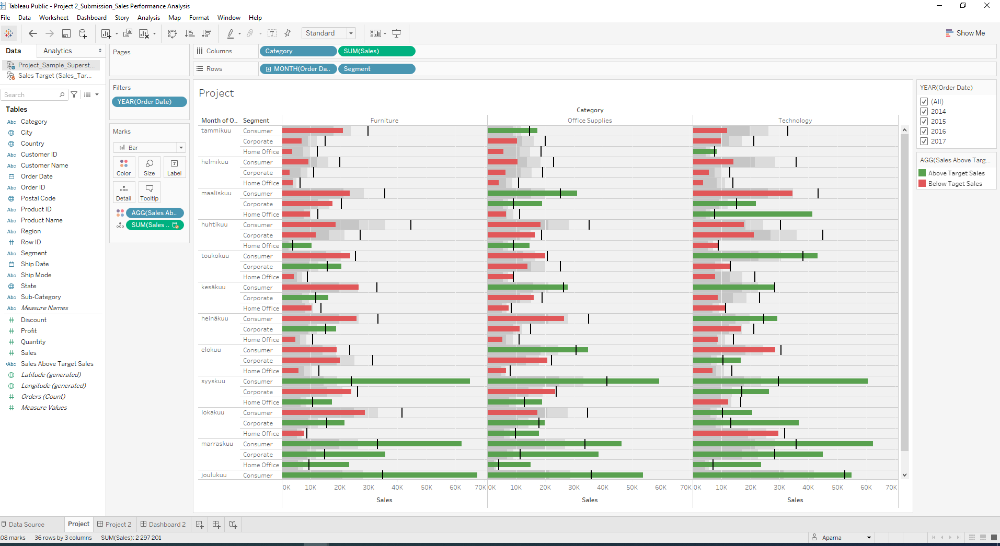 Tableau Public - Project 2_Submission_Sales Performance Analysis
File Data Worksheet Dashboard Story Analysis Map Format Window Help
Standard
Show Me
Data Analytics
Project_Sample_Superst...
Sales Target (Sales_Tar...
Search
Tables
Abc Category
City
Country
Abc Customer ID
Abc Customer Name
Order Date
Abc Order ID
Postal Code
Abc Product ID
Abc Product Name
Abc Region
# Row ID
Abc Segment
Ship Date
Abc Ship Mode
State
Abc Sub-Category
Abc Measure Names
# Discount
# Profit
# Quantity
# Sales
=Abc Sales Above Target Sales
Latitude (generated)
Longitude (generated)
# Orders (Count)
# Measure Values
Pages
Filters
YEAR(Order Date)
Marks
Bar
Color Size Label
Detail Tooltip
AGG(Sales Ab..
SUM(Sales ..
Columns Category SUM(Sales)
Rows MONTH(Order Da.. Segment
Project
Category
Month of O.. Segment Furniture Office Supplies Technology
tammikuu Consumer
Corporate
Home Office
helmikuu Consumer
Corporate
Home Office
maaliskuu Consumer
Corporate
Home Office
huhtikuu Consumer
Corporate
Home Office
toukokuu Consumer
Corporate
Home Office
kesäkuu Consumer
Corporate
Home Office
heinäkuu Consumer
Corporate
Home Office
elokuu Consumer
Corporate
Home Office
syyskuu Consumer
Corporate
Home Office
lokakuu Consumer
Corporate
Home Office
marraskuu Consumer
Corporate
Home Office
joulukuu Consumer
0K 10K 20K 30K 40K 50K 60K 70K 0K 10K 20K 30K 40K 50K 60K 70K 0K 10K 20K 30K 40K 50K 60K 70K
Sales Sales Sales
YEAR(Order Date)
(All)
2014
2015
2016
2017
AGG(Sales Above Targ...
Above Target Sales
Below Taget Sales
Data Source Project Project 2 Dashboard 2
08 marks 36 rows by 3 columns SUM(Sales): 2 297 201
Aparna